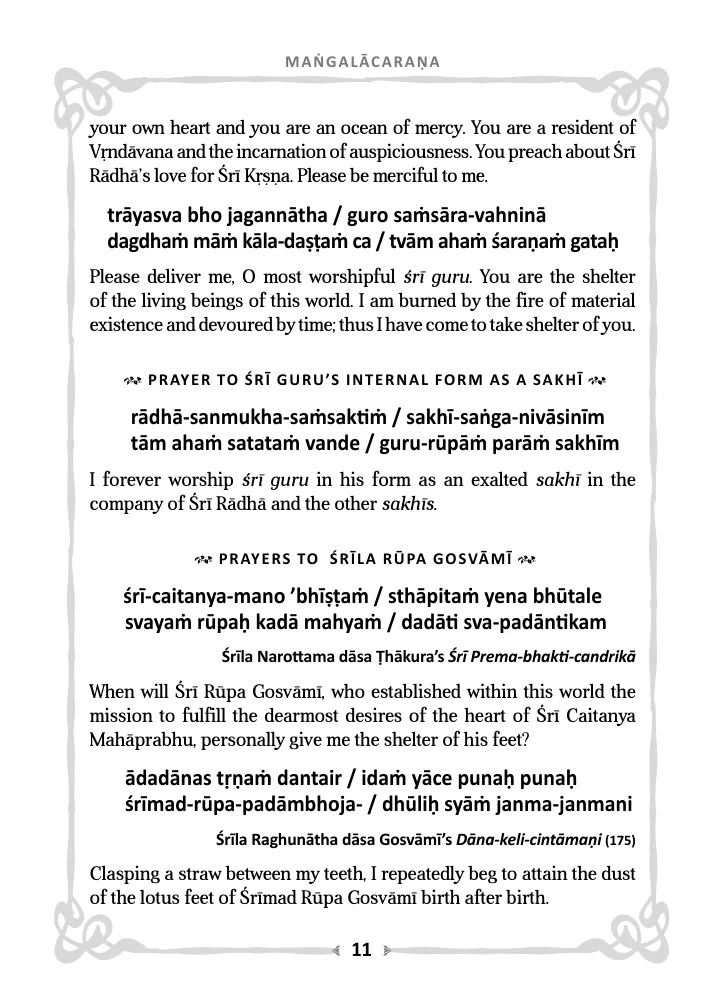 MAṄGALĀCARAṆA
your own heart and you are an ocean of mercy. You are a resident of
Vṛndāvana and the incarnation of auspiciousness. You preach about Śrī
Rādhā’s love for Śrī Kṛṣṇa. Please be merciful to me.
trāyasva bho jagannātha / guro saṁsāra-vahninā
dagdhaṁ māṁ kāla-daṣṭaṁ ca / tvām ahaṁ śaraṇaṁ gataḥ
Please deliver me, O most worshipful śrī guru. You are the shelter
of the living beings of this world. I am burned by the fire of material
existence and devoured by time; thus I have come to take shelter of you.
PRAYER TO ŚRĪ GURU’S INTERNAL FORM AS A SAKHĪ
rādhā-sanmukha-saṁsaktiṁ / sakhī-saṅga-nivāsinīm
tām ahaṁ satataṁ vande / guru-rūpāṁ parāṁ sakhīm
I forever worship śrī guru in his form as an exalted sakhī in the
company of Śrī Rādhā and the other sakhīs.
PRAYERS TO ŚRĪLA RŪPA GOSVĀMĪ
śrī-caitanya-mano ’bhīṣṭaṁ / sthāpitaṁ yena bhūtale
svayaṁ rūpaḥ kadā mahyaṁ / dadāti sva-padāntikam
Śrīla Narottama dāsa Ṭhākura’s Śrī Prema-bhakti-candrikā
When will Śrī Rūpa Gosvāmī, who established within this world the
mission to fulfill the dearmost desires of the heart of Śrī Caitanya
Mahāprabhu, personally give me the shelter of his feet?
ādadānas tṛṇaṁ dantair / idaṁ yāce punaḥ punaḥ
śrīmad-rūpa-padāmbhoja- / dhūliḥ syāṁ janma-janmani
Śrīla Raghunātha dāsa Gosvāmī’s Dāna-keli-cintāmaṇi (175)
Clasping a straw between my teeth, I repeatedly beg to attain the dust
of the lotus feet of Śrīmad Rūpa Gosvāmī birth after birth.
11